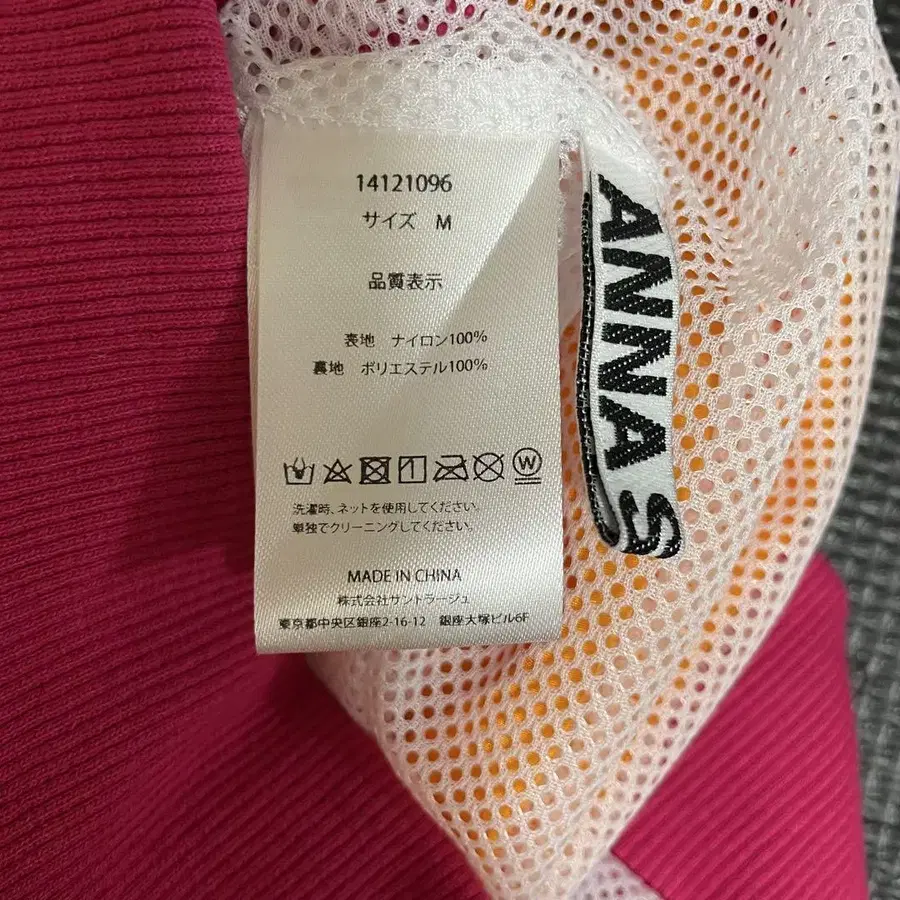 14121096
サイズ M
品質表示
表地 ナイロン100%
裏地 ポリエステル100%
W
洗濯時、ネットを使用してください。
単独でクリーニングしてください。
MADE IN CHINA
株式会社サントラージュ
東京都中央区銀座2-16-12 銀座大塚ビル6F
ANNA S